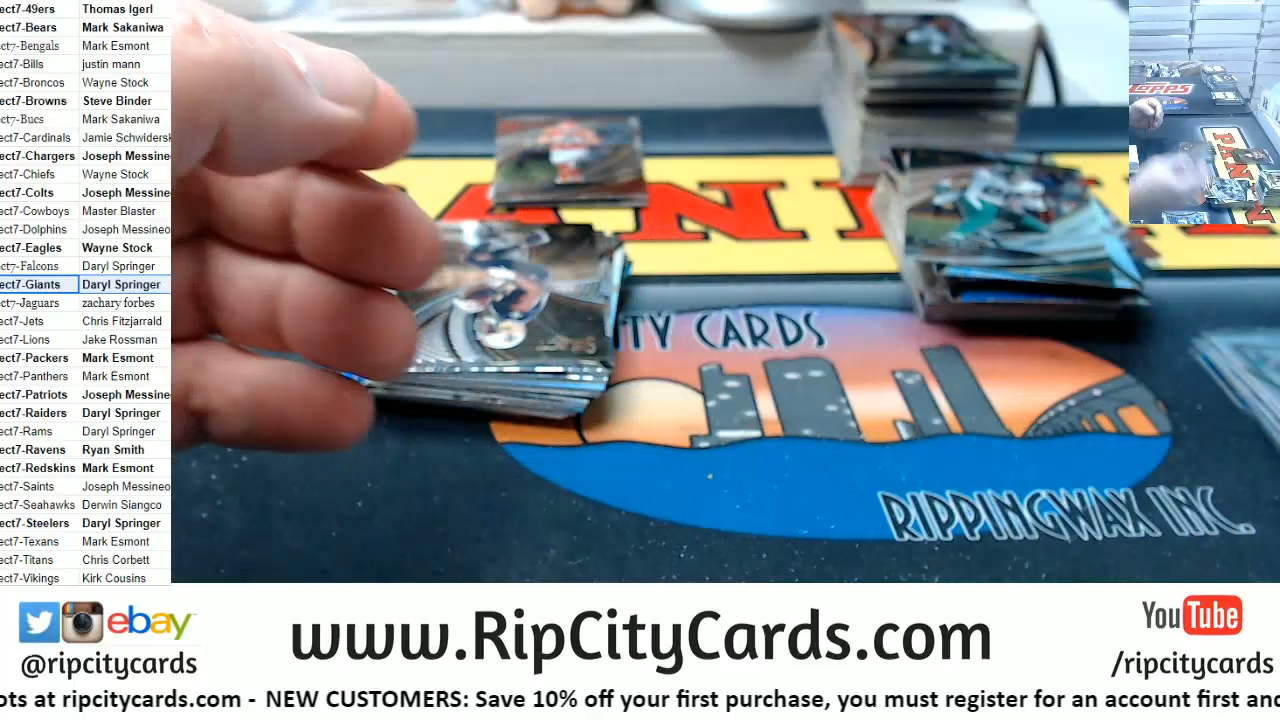 ect7-49ers Thomas Igerl
ect7-Bears Mark Sakaniwa
ct7-Bengals Mark Esmont
ect7-Bills justin mann
ect7-Broncos Wayne Stock
ect7-Browns Steve Binder
ct7-Bucs Mark Sakaniwa
ect7-Cardinals Jamie Schwidersk
ect7-Chargers Joseph Messineo
ect7-Chiefs Wayne Stock
ect7-Colts Joseph Messineo
ect7-Cowboys Master Blaster
ect7-Dolphins Joseph Messineo
ect7-Eagles Wayne Stock
ct7-Falcons Daryl Springer
ect7-Giants Daryl Springer
ect7-Jaguars zachary forbes
ect7-Jets Chris Fitzjarrald
ect7-Lions Jake Rossman
ect7-Packers Mark Esmont
ect7-Panthers Mark Esmont
ect7-Patriots Joseph Messineo
ect7-Raiders Daryl Springer
ect7-Rams Daryl Springer
ect7-Ravens Ryan Smith
ect7-Redskins Mark Esmont
ect7-Saints Joseph Messineo
ect7-Seahawks Derwin Siangco
ect7-Steelers Daryl Springer
ect7-Texans Mark Esmont
ect7-Titans Chris Corbett
ect7-Vikings Kirk Cousins
TOPPS
PANINI
ITY CARDS
RIPPINGWAX INC.
ebay
@ripcitycards
www.RipCityCards.com
YouTube
/ripcitycards
ots at ripcitycards.com - NEW CUSTOMERS: Save 10% off your first purchase, you must register for an account first and